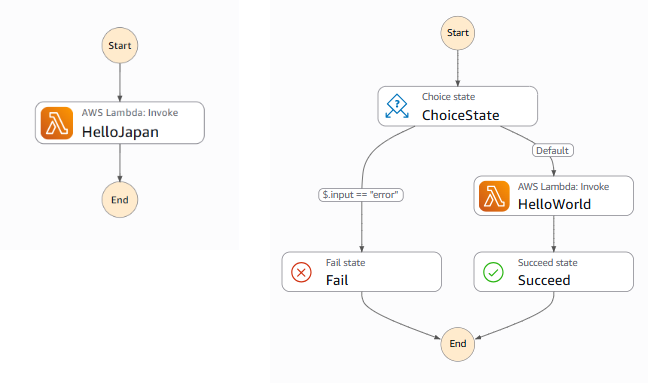 Start
AWS Lambda: Invoke
HelloJapan
End
Start
Choice state
ChoiceState
Default
$.input == "error"
AWS Lambda: Invoke
HelloWorld
Fail state
Fail
Succeed state
Succeed
End